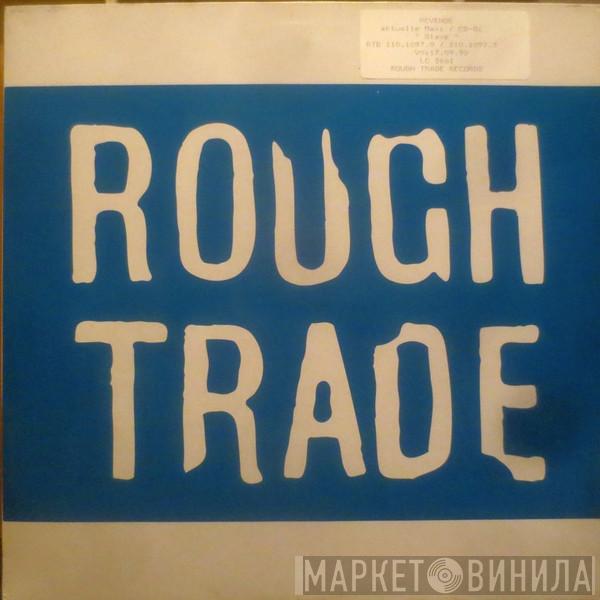 REVENGE
aktuelle Maxi / CD-Si
" Slave "
RTD 110.1097.0 / 310.1097.3
VÖ:17.09.90
LC 5661
ROUGH TRADE RECORDS
ROUGH
TRADE
МАРКЕТ ВИНИЛА